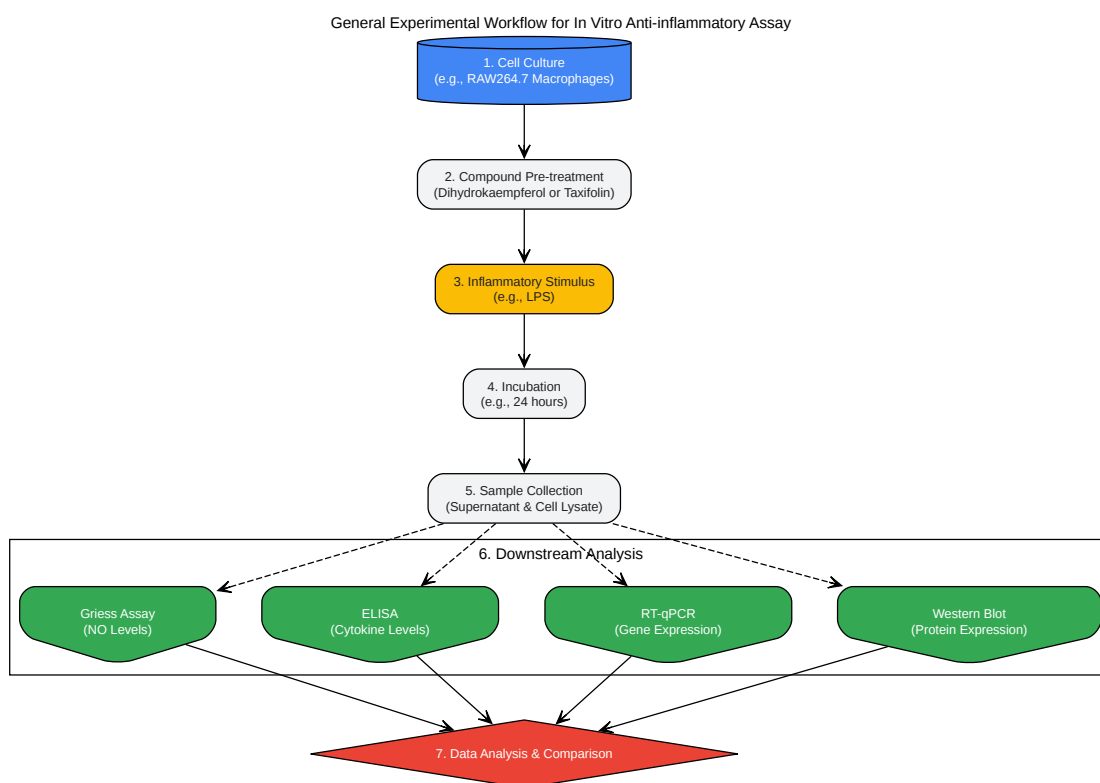 General Experimental Workflow for In Vitro Anti-inflammatory Assay
1. Cell Culture
(e.g., RAW264.7 Macrophages)
2. Compound Pre-treatment
(Dihydrokaempferol or Taxifolin)
3. Inflammatory Stimulus
(e.g., LPS)
4. Incubation
(e.g., 24 hours)
5. Sample Collection
(Supernatant & Cell Lysate)
6. Downstream Analysis
Griess Assay
(NO Levels)
ELISA
(Cytokine Levels)
RT-qPCR
(Gene Expression)
Western Blot
(Protein Expression)
7. Data Analysis & Comparison